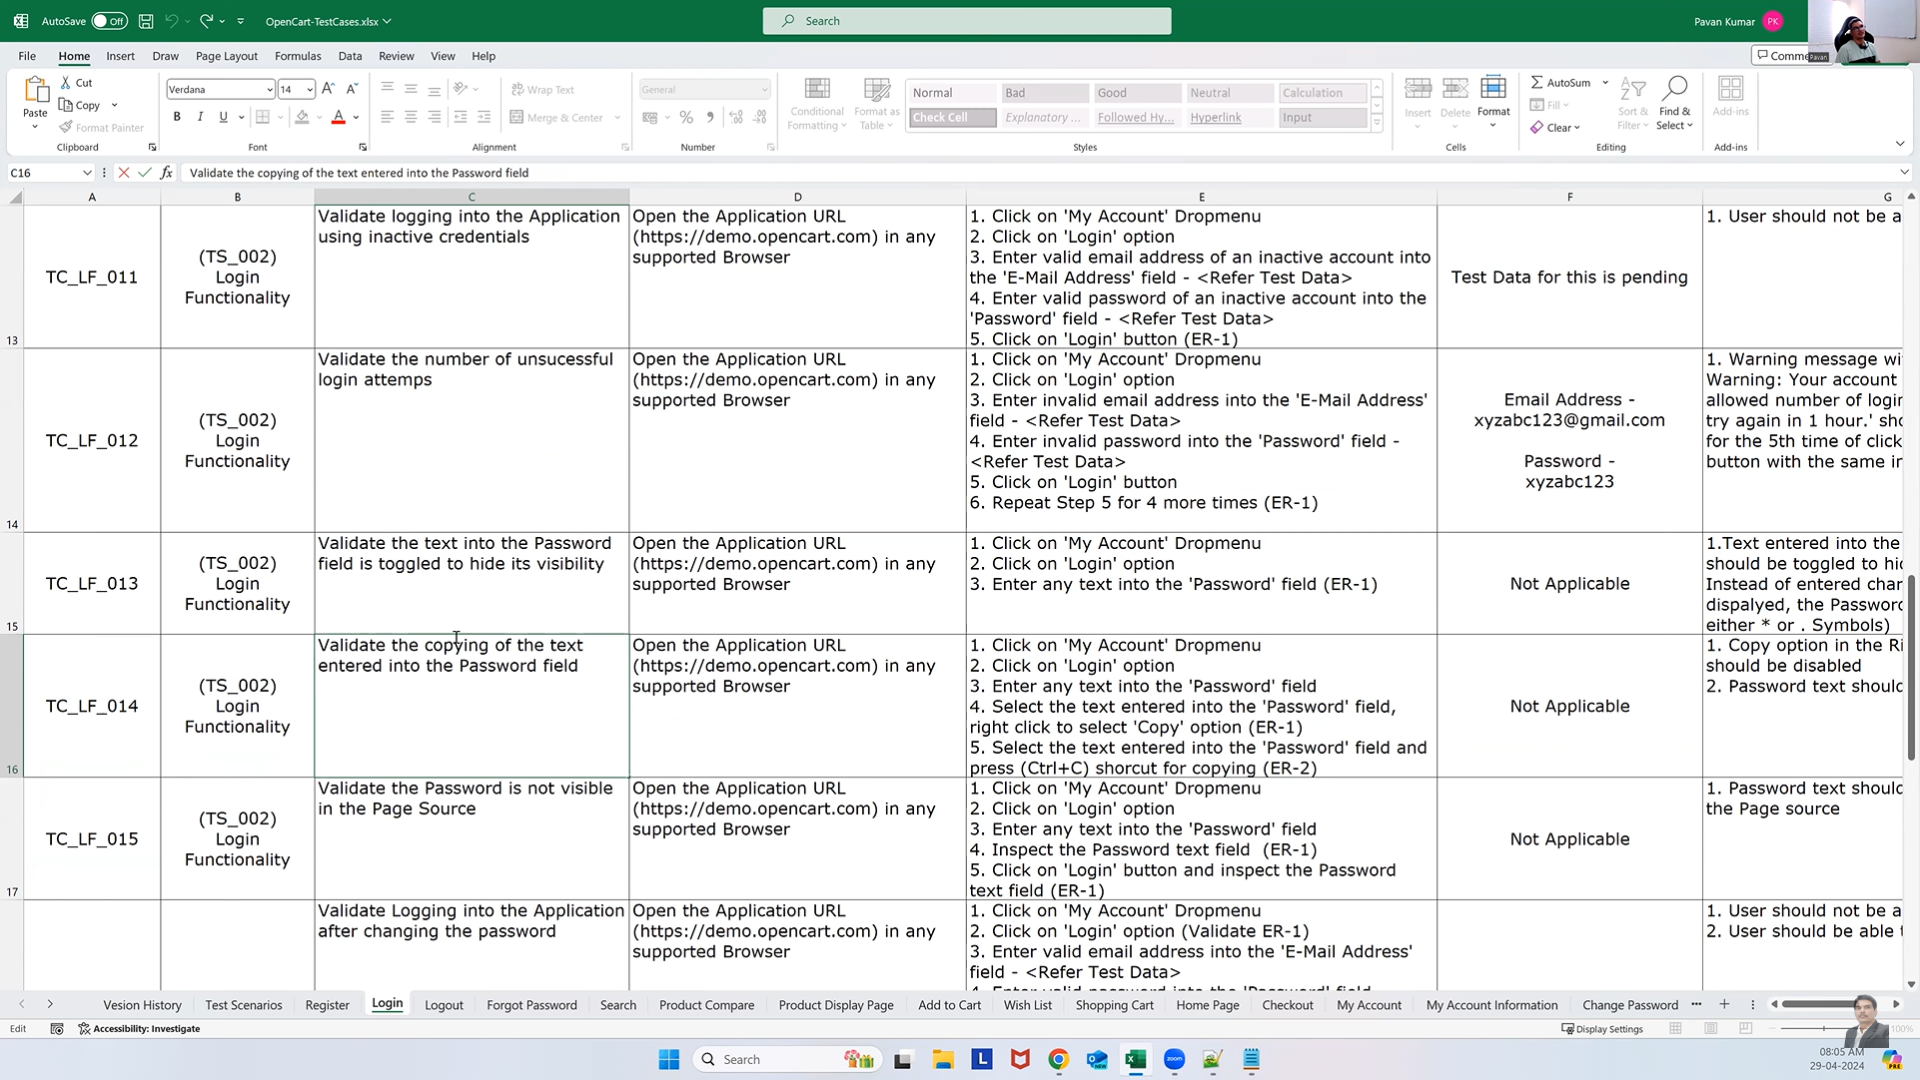 AutoSave Off OpenCart-TestCases.xlsx
Search
Pavan Kumar PK
File Home Insert Draw Page Layout Formulas Data Review View Help
Paste
Cut
Copy
Format Painter
Clipboard
Verdana 14
B I U
Font
Wrap Text
Merge & Center
Alignment
General
Number
Conditional Formatting
Format as Table
Normal Bad Good Neutral Calculation
Check Cell Explanatory ... Followed Hy... Hyperlink Input
Styles
Insert Delete Format
Cells
AutoSum
Fill
Clear
Sort & Filter
Find & Select
Editing
Add-ins
Add-ins
C16 fx Validate the copying of the text entered into the Password field
A B C D E F G
13
TC_LF_011
(TS_002)
Login
Functionality
Validate logging into the Application
using inactive credentials
Open the Application URL
(https://demo.opencart.com) in any
supported Browser
1. Click on 'My Account' Dropmenu
2. Click on 'Login' option
3. Enter valid email address of an inactive account into
the 'E-Mail Address' field - <Refer Test Data>
4. Enter valid password of an inactive account into the
'Password' field - <Refer Test Data>
5. Click on 'Login' button (ER-1)
Test Data for this is pending
1. User should not be a
14
TC_LF_012
(TS_002)
Login
Functionality
Validate the number of unsucessful
login attemps
Open the Application URL
(https://demo.opencart.com) in any
supported Browser
1. Click on 'My Account' Dropmenu
2. Click on 'Login' option
3. Enter invalid email address into the 'E-Mail Address'
field - <Refer Test Data>
4. Enter invalid password into the 'Password' field -
<Refer Test Data>
5. Click on 'Login' button
6. Repeat Step 5 for 4 more times (ER-1)
Email Address -
xyzabc123@gmail.com
Password -
xyzabc123
1. Warning message wi
Warning: Your account
allowed number of login
try again in 1 hour.' sho
for the 5th time of click
button with the same in
15
TC_LF_013
(TS_002)
Login
Functionality
Validate the text into the Password
field is toggled to hide its visibility
Open the Application URL
(https://demo.opencart.com) in any
supported Browser
1. Click on 'My Account' Dropmenu
2. Click on 'Login' option
3. Enter any text into the 'Password' field (ER-1)
Not Applicable
1.Text entered into the
should be toggled to hid
Instead of entered char
dispalyed, the Password
either * or . Symbols)
16
TC_LF_014
(TS_002)
Login
Functionality
Validate the copying of the text
entered into the Password field
Open the Application URL
(https://demo.opencart.com) in any
supported Browser
1. Click on 'My Account' Dropmenu
2. Click on 'Login' option
3. Enter any text into the 'Password' field
4. Select the text entered into the 'Password' field,
right click to select 'Copy' option (ER-1)
5. Select the text entered into the 'Password' field and
press (Ctrl+C) shorcut for copying (ER-2)
Not Applicable
1. Copy option in the Ri
should be disabled
2. Password text should
17
TC_LF_015
(TS_002)
Login
Functionality
Validate the Password is not visible
in the Page Source
Open the Application URL
(https://demo.opencart.com) in any
supported Browser
1. Click on 'My Account' Dropmenu
2. Click on 'Login' option
3. Enter any text into the 'Password' field
4. Inspect the Password text field (ER-1)
5. Click on 'Login' button and inspect the Password
text field (ER-1)
Not Applicable
1. Password text should
the Page source
Validate Logging into the Application
after changing the password
Open the Application URL
(https://demo.opencart.com) in any
supported Browser
1. Click on 'My Account' Dropmenu
2. Click on 'Login' option (Validate ER-1)
3. Enter valid email address into the 'E-Mail Address'
field - <Refer Test Data>
1. User should not be a
2. User should be able t
Vesion History Test Scenarios Register Login Logout Forgot Password Search Product Compare Product Display Page Add to Cart Wish List Shopping Cart Home Page Checkout My Account My Account Information Change Password
Edit Accessibility: Investigate Display Settings 100%
Search
08:05 AM
29-04-2024